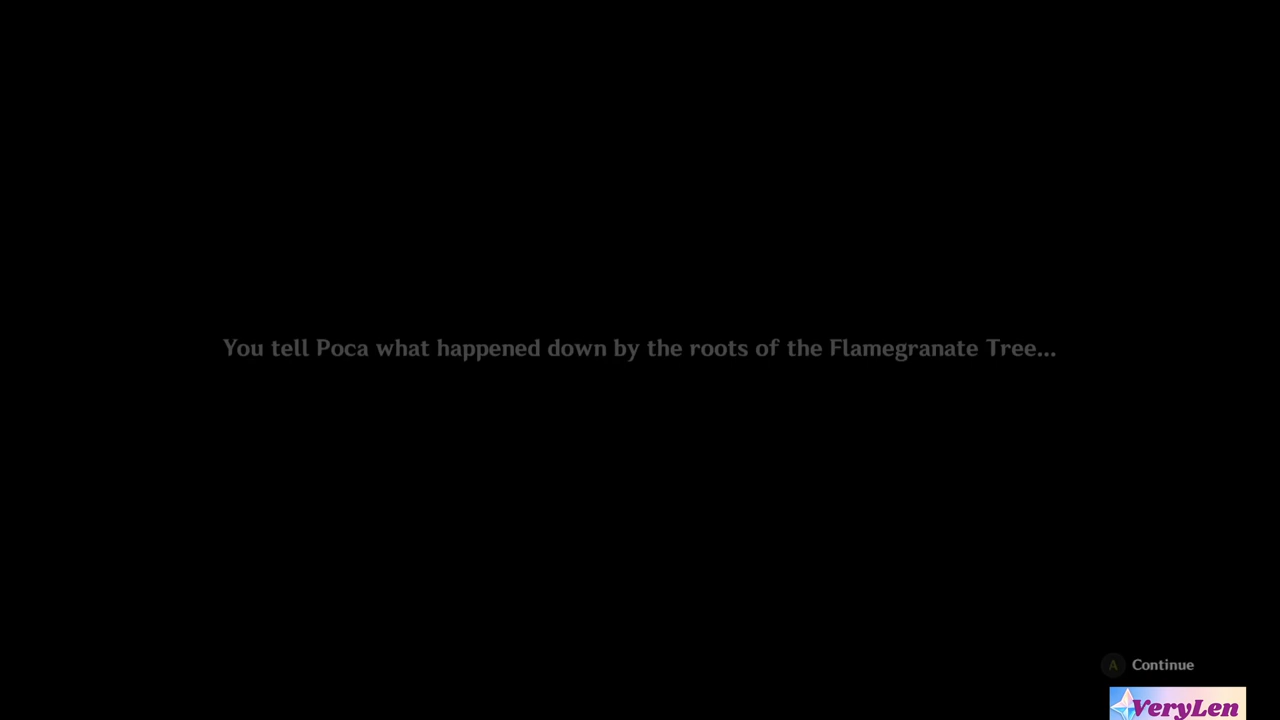 You tell Poca what happened down by the roots of the Flamegranate Tree...
A Continue
VeryLen